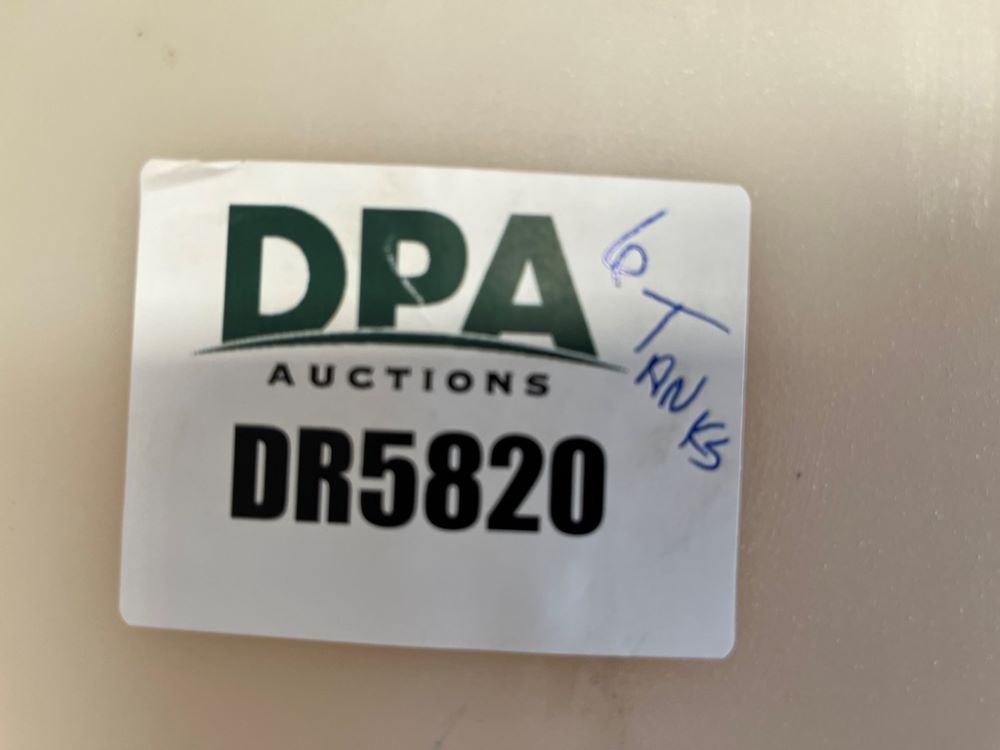 DPA
AUCTIONS
DR5820
6 TANKS